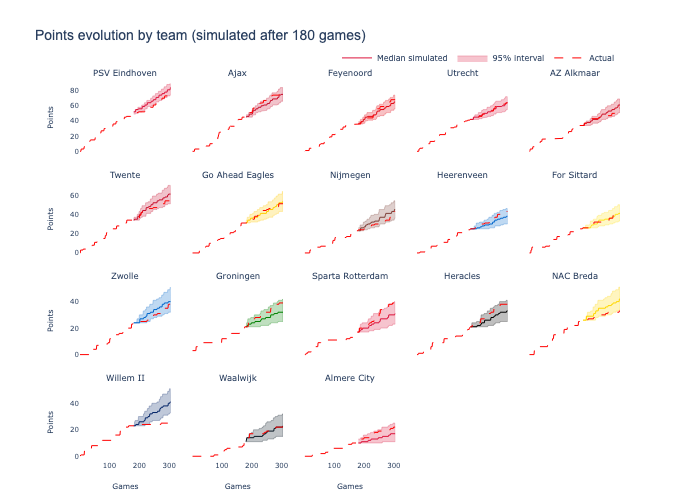 Points evolution by team (simulated after 180 games)
Median simulated 95% interval Actual
PSV Eindhoven Ajax Feyenoord Utrecht AZ Alkmaar
80
60
40
20
0
Points
Twente Go Ahead Eagles Nijmegen Heerenveen For Sittard
60
40
20
0
Points
Zwolle Groningen Sparta Rotterdam Heracles NAC Breda
40
20
0
Points
Willem II Waalwijk Almere City
40
20
0
Points
100 200 300 100 200 300 100 200 300
Games Games Games